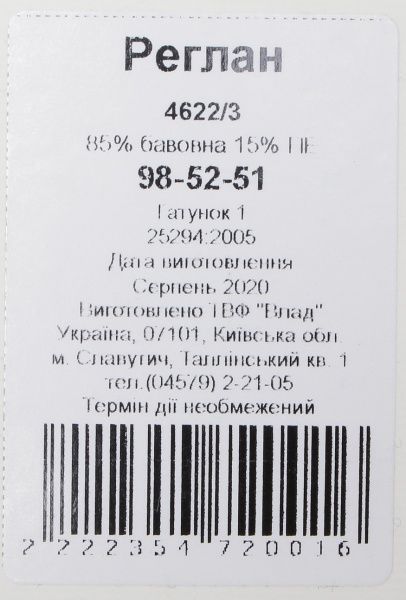 Реглан
4622/3
85% бавовна 15% ПЕ
98-52-51
Гатунок 1
25294:2005
Дата виготовлення
Серпень 2020
Виготовлено ТВФ "Влад"
Україна, 07101, Київська обл.
м. Славутич, Таллінський кв. 1
тел.(04579) 2-21-05
Термін дії необмежений
2 222354 720016